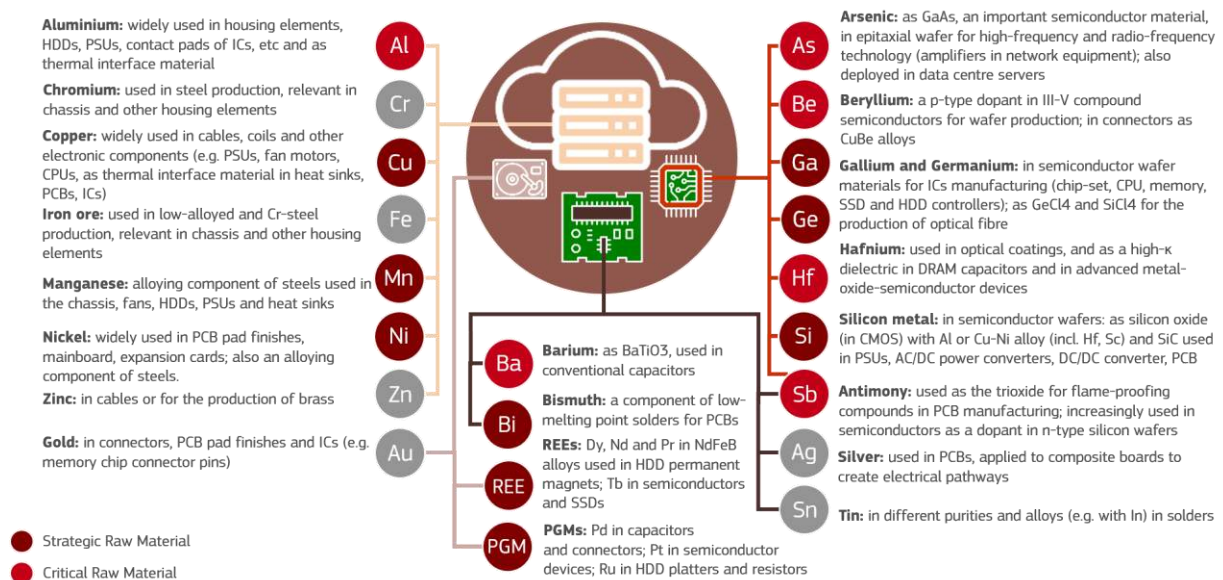 Aluminium: widely used in housing elements,
HDDs, PSUs, contact pads of ICs, etc and as
thermal interface material
Chromium: used in steel production, relevant in
chassis and other housing elements
Copper: widely used in cables, coils and other
electronic components (e.g. PSUs, fan motors,
CPUs, as thermal interface material in heat sinks,
PCBs, ICs)
Iron ore: used in low-alloyed and Cr-steel
production, relevant in chassis and other housing
elements
Manganese: alloying component of steels used in
the chassis, fans, HDDs, PSUs and heat sinks
Nickel: widely used in PCB pad finishes,
mainboard, expansion cards; also an alloying
component of steels.
Zinc: in cables or for the production of brass
Gold: in connectors, PCB pad finishes and ICs (e.g.
memory chip connector pins)
Al
Cr
Cu
Fe
Mn
Ni
Zn
Au
Ba
Bi
REE
PGM
Barium: as BaTiO3, used in
conventional capacitors
Bismuth: a component of low-
melting point solders for PCBs
REEs: Dy, Nd and Pr in NdFeB
alloys used in HDD permanent
magnets; Tb in semiconductors
and SSDs
PGMs: Pd in capacitors
and connectors; Pt in semiconductor
devices; Ru in HDD platters and resistors
As
Be
Ga
Ge
Hf
Si
Sb
Ag
Sn
Arsenic: as GaAs, an important semiconductor material,
in epitaxial wafer for high-frequency and radio-frequency
technology (amplifiers in network equipment); also
deployed in data centre servers
Beryllium: a p-type dopant in III-V compound
semiconductors for wafer production; in connectors as
CuBe alloys
Gallium and Germanium: in semiconductor wafer
materials for ICs manufacturing (chip-set, CPU, memory,
SSD and HDD controllers); as GeCl4 and SiCl4 for the
production of optical fibre
Hafnium: used in optical coatings, and as a high-κ
dielectric in DRAM capacitors and in advanced metal-
oxide-semiconductor devices
Silicon metal: in semiconductor wafers: as silicon oxide
(in CMOS) with Al or Cu-Ni alloy (incl. Hf, Sc) and SiC used
in PSUs, AC/DC power converters, DC/DC converter, PCB
Antimony: used as the trioxide for flame-proofing
compounds in PCB manufacturing; increasingly used in
semiconductors as a dopant in n-type silicon wafers
Silver: used in PCBs, applied to composite boards to
create electrical pathways
Tin: in different purities and alloys (e.g. with In) in solders
Strategic Raw Material
Critical Raw Material